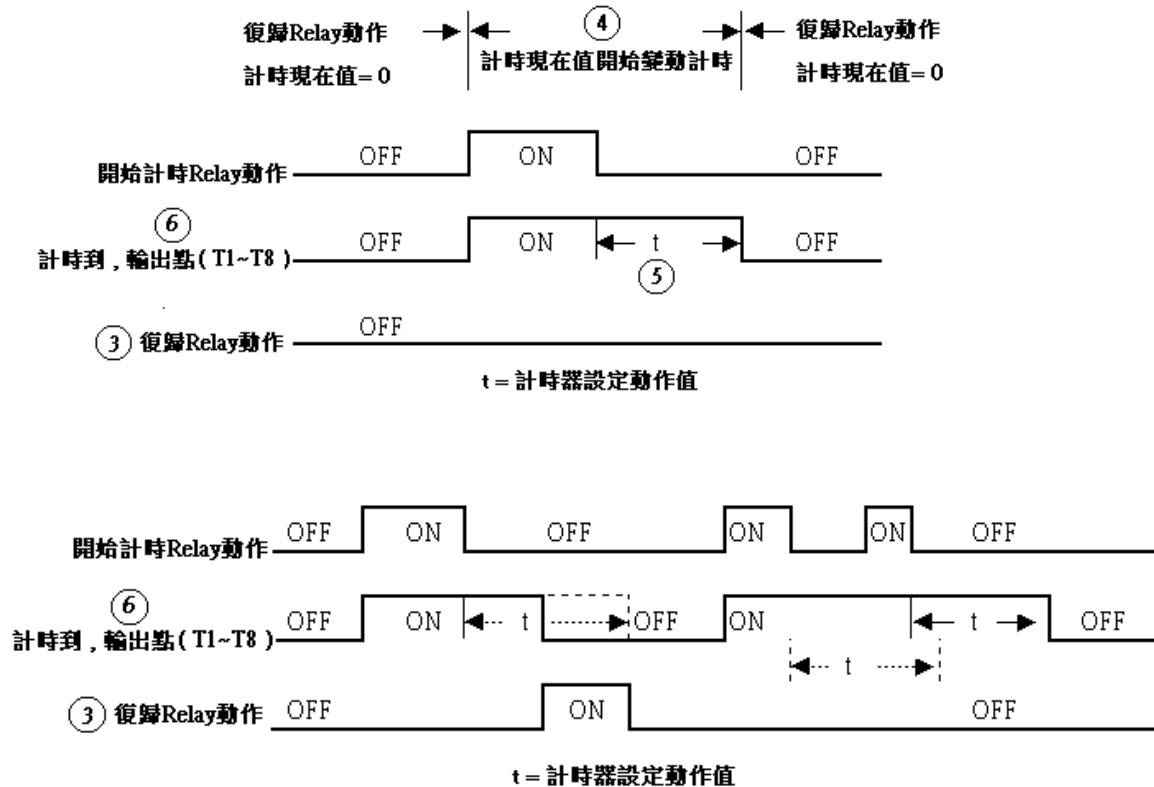 復歸Relay動作 ④ 復歸Relay動作
計時現在值開始變動計時
計時現在值= 0 計時現在值= 0
OFF ON OFF
開始計時Relay動作
⑥
OFF ON t OFF
計時到 , 輸出點( T1~T8 )
⑤
OFF
③ 復歸Relay動作
t = 計時器設定動作值
OFF ON OFF ON ON OFF
開始計時Relay動作
⑥
OFF ON t OFF ON t OFF
計時到 , 輸出點( T1~T8 )
t
③ 復歸Relay動作 OFF ON OFF
t = 計時器設定動作值